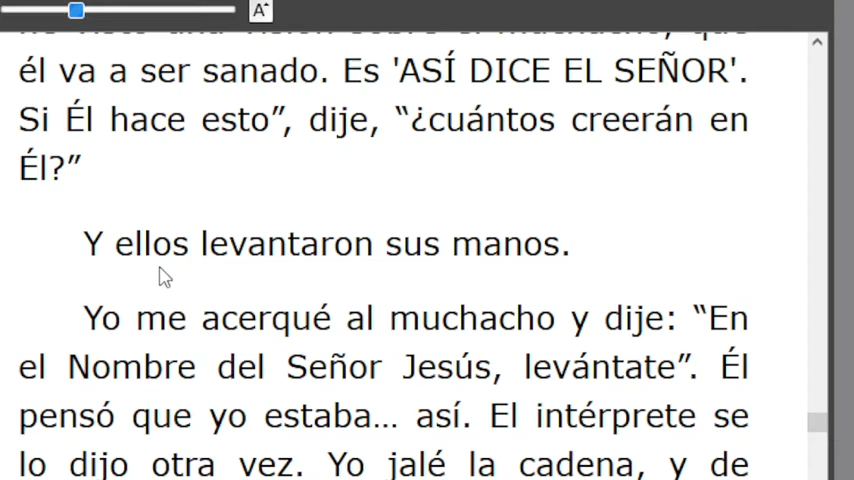 A
él va a ser sanado. Es 'ASÍ DICE EL SEÑOR'.
Si Él hace esto”, dije, “¿cuántos creerán en
Él?”
Y ellos levantaron sus manos.
Yo me acerqué al muchacho y dije: “En
el Nombre del Señor Jesús, levántate”. Él
pensó que yo estaba... así. El intérprete se
lo dijo otra vez. Yo jalé la cadena, y de